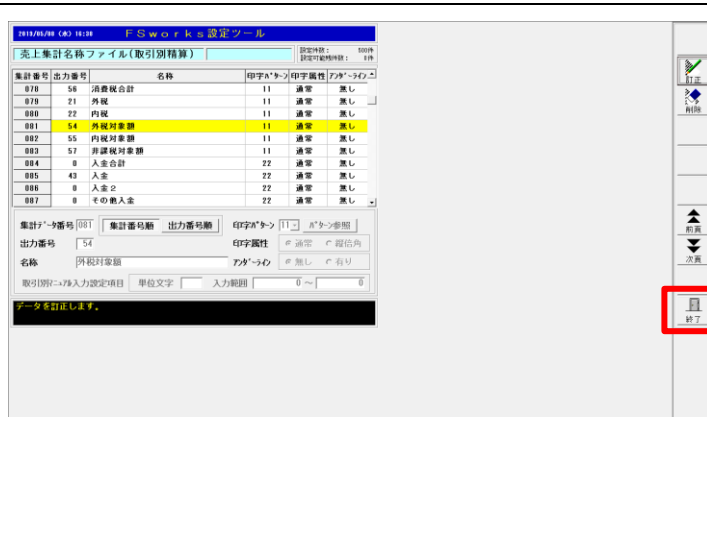 2019/05/08 (水) 16:38 ＦＳｗｏｒｋｓ設定ツール
売上集計名称ファイル(取引別精算)
設定件数: 500件
設定可能残件数: 0件
集計番号 出力番号 名称 印字ﾊﾟﾀｰﾝ 印字属性 ｱﾝﾀﾞｰﾗｲﾝ
078 56 消費税合計 11 通常 無し
079 21 外税 11 通常 無し
080 22 内税 11 通常 無し
081 54 外税対象額 11 通常 無し
082 55 内税対象額 11 通常 無し
083 57 非課税対象額 11 通常 無し
084 0 入金合計 22 通常 無し
085 43 入金 22 通常 無し
086 0 入金２ 22 通常 無し
087 0 その他入金 22 通常 無し
集計ﾃﾞｰﾀ番号 081 集計番号順 出力番号順 印字ﾊﾟﾀｰﾝ 11 ﾊﾟﾀｰﾝ参照
出力番号 54 印字属性 通常 縦倍角
名称 外税対象額 ｱﾝﾀﾞｰﾗｲﾝ 無し 有り
取引別ﾏﾆｭｱﾙ入力設定項目 単位文字 入力範囲 0 ～ 0
データを訂正します。
訂正
削除
前頁
次頁
終了